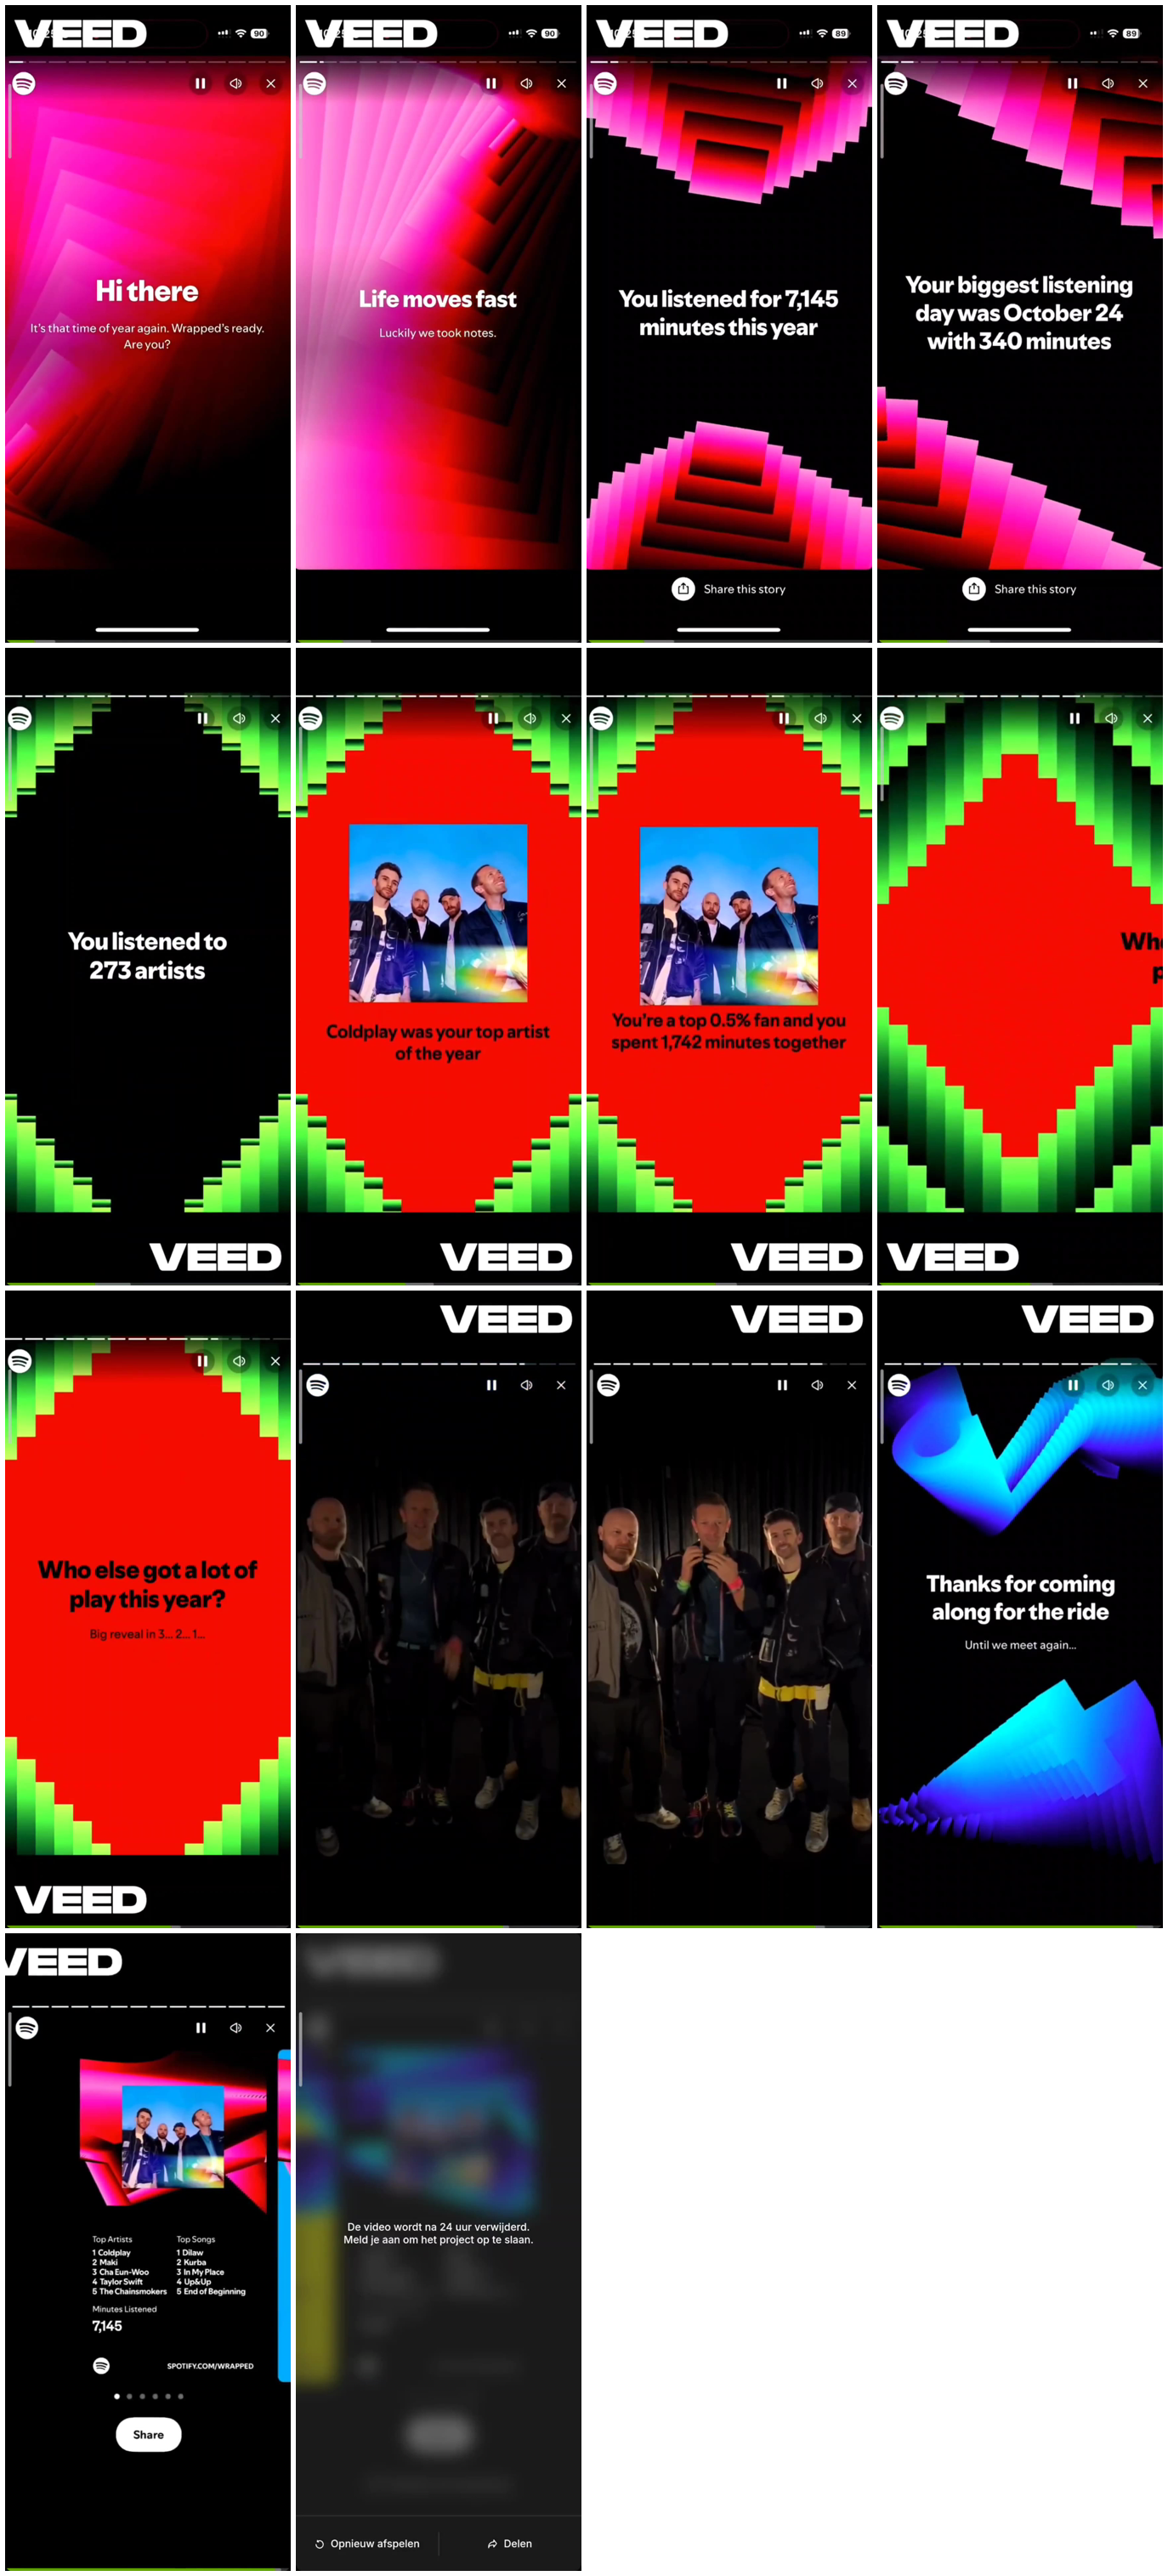 VEED
90
Hi there
It's that time of year again. Wrapped's ready.
Are you?
VEED
90
Life moves fast
Luckily we took notes.
VEED
89
You listened for 7,145
minutes this year
Share this story
VEED
89
Your biggest listening
day was October 24
with 340 minutes
Share this story
You listened to
273 artists
VEED
Coldplay was your top artist
of the year
VEED
You're a top 0.5% fan and you
spent 1,742 minutes together
VEED
VEED
Who else got a lot of
play this year?
Big reveal in 3... 2... 1...
VEED
VEED
VEED
VEED
Thanks for coming
along for the ride
Until we meet again...
VEED
Top Artists
1 Coldplay
2 Maki
3 Cha Eun-Woo
4 Taylor Swift
5 The Chainsmokers
Top Songs
1 Dilaw
2 Kurba
3 In My Place
4 Up&Up
5 End of Beginning
Minutes Listened
7,145
SPOTIFY.COM/WRAPPED
Share
De video wordt na 24 uur verwijderd.
Meld je aan om het project op te slaan.
Opnieuw afspelen
Delen